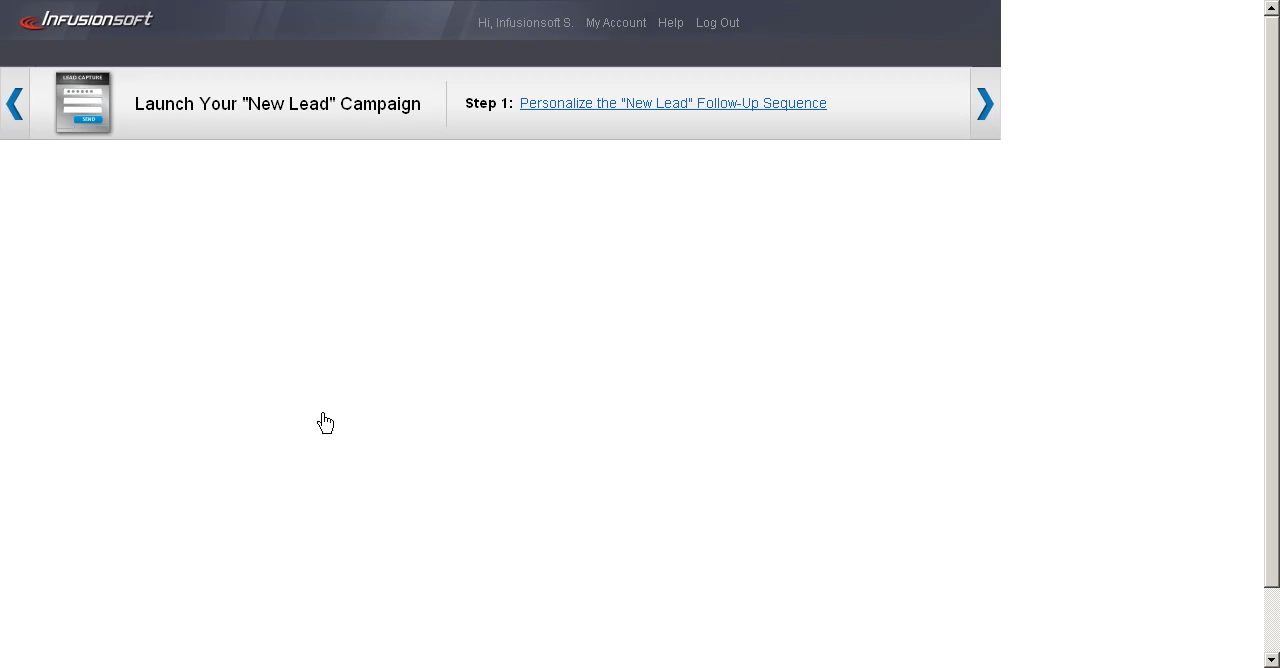 INFUSIONSOFT
Hi, Infusionsoft S. My Account Help Log Out
LEAD CAPTURE
SEND
Launch Your "New Lead" Campaign
Step 1: Personalize the "New Lead" Follow-Up Sequence